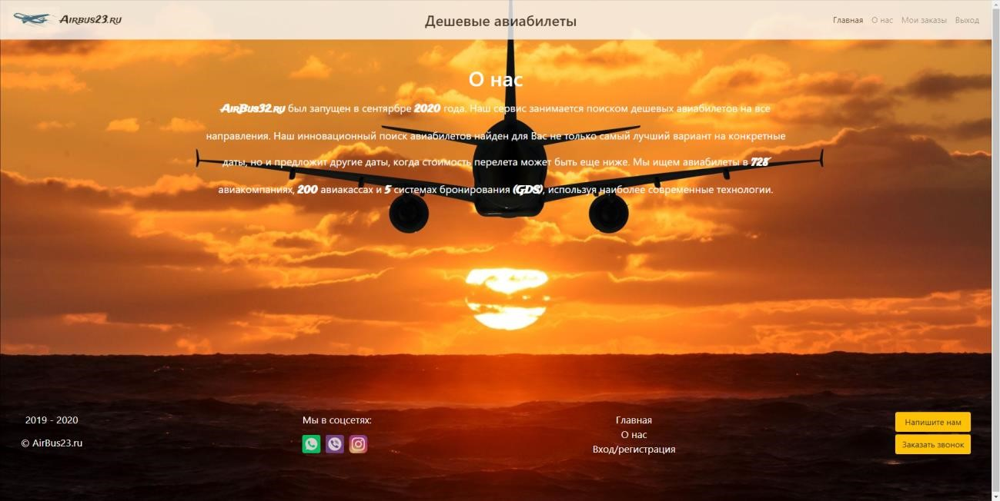 Airbus23.ru
Дешевые авиабилеты
Главная О нас Мои заказы Выход
О нас
AirBus32.ru был запущен в сентярбре 2020 года. Наш сервис занимается поиском дешевых авиабилетов на все
направления. Наш инновационный поиск авиабилетов найден для Вас не только самый лучший вариант на конкретные
даты, но и предложит другие даты, когда стоимость перелета может быть еще ниже. Мы ищем авиабилеты в 728
авиакомпаниях, 200 авиакассах и 5 системах бронирования (GDS), используя наиболее современные технологии.
2019 - 2020
© AirBus23.ru
Мы в соцсетях:
Главная
О нас
Вход/регистрация
Напишите нам
Заказать звонок